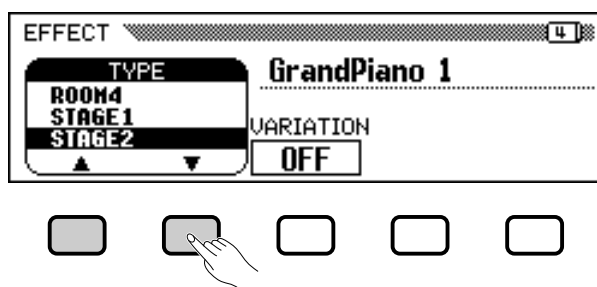 EFFECT 4
TYPE
GrandPiano 1
ROOM4
STAGE1
STAGE2
VARIATION
OFF